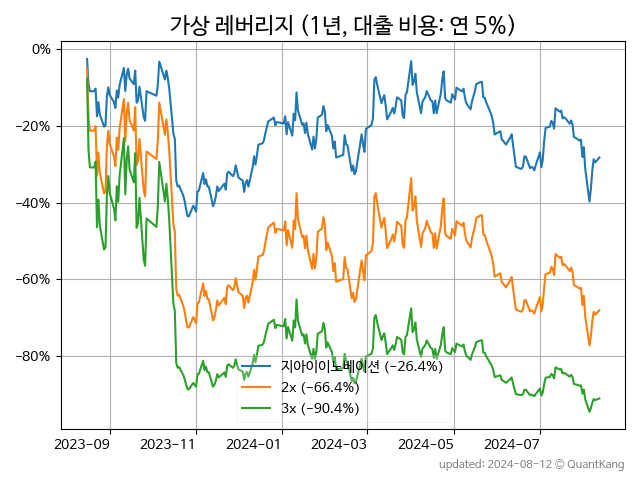 가상 레버리지 (1년, 대출 비용: 연 5%)
0%
−20%
−40%
−60%
−80%
지아이이노베이션 (−26.4%)
2x (−66.4%)
3x (−90.4%)
2023-09 2023-11 2024-01 2024-03 2024-05 2024-07
updated: 2024-08-12 © QuantKang